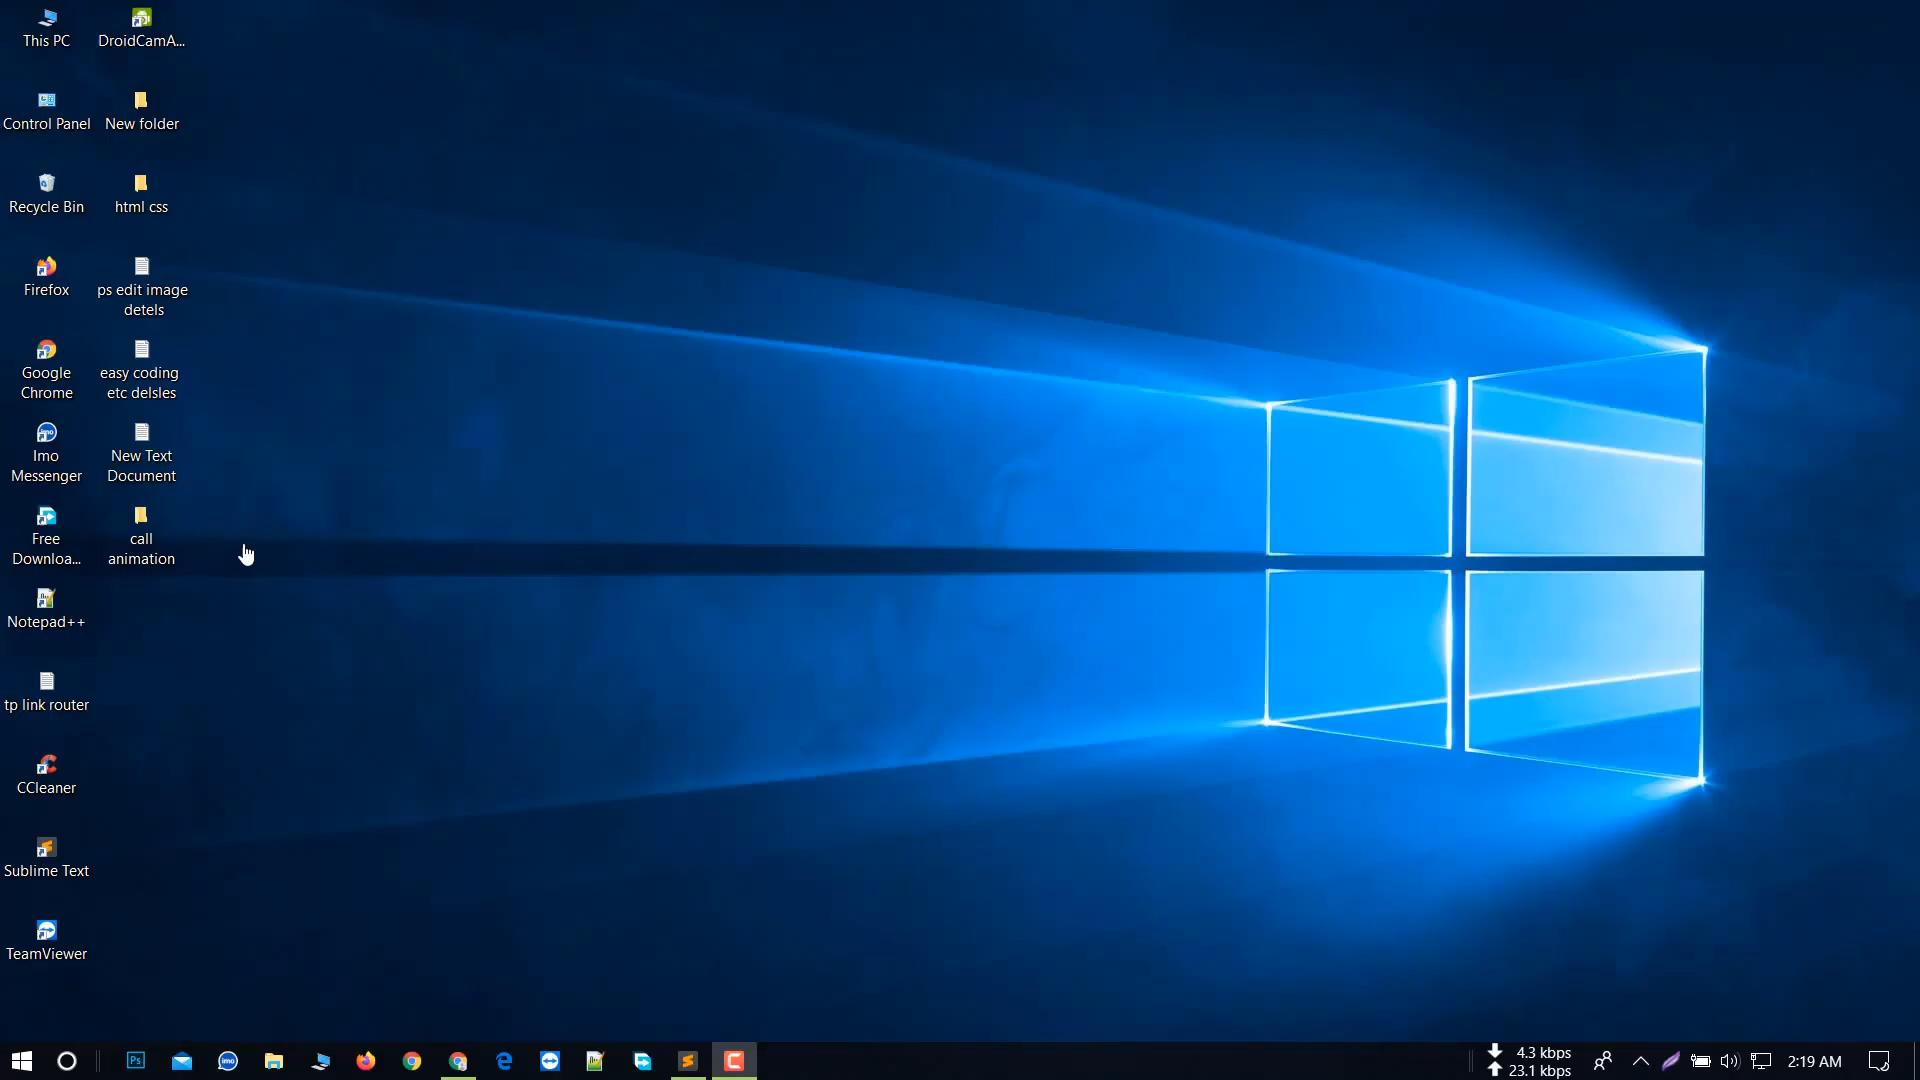 This PC
DroidCamA...
Control Panel
New folder
Recycle Bin
html css
Firefox
ps edit image
detels
Google
Chrome
easy coding
etc delsles
Imo
Messenger
New Text
Document
Free
Downloa...
call
animation
Notepad++
tp link router
CCleaner
Sublime Text
TeamViewer
Ps
imo
4.3 kbps
23.1 kbps
2:19 AM